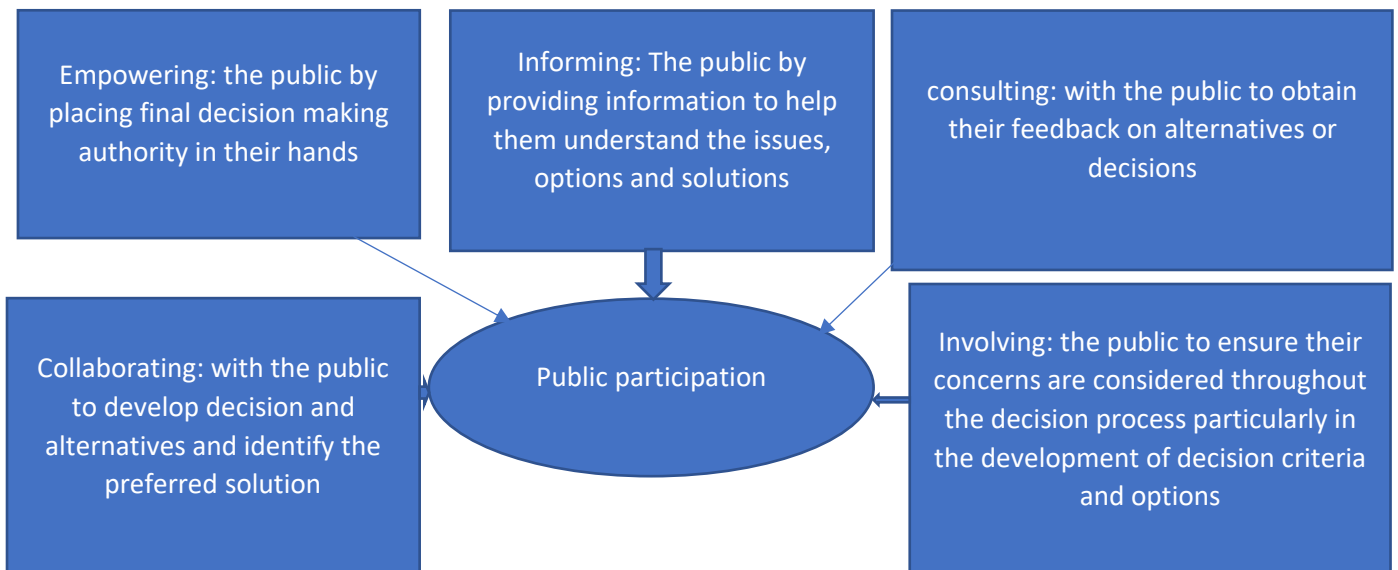 Empowering: the public by
placing final decision making
authority in their hands
Informing: The public by
providing information to help
them understand the issues,
options and solutions
consulting: with the public to obtain
their feedback on alternatives or
decisions
Collaborating: with the public
to develop decision and
alternatives and identify the
preferred solution
Public participation
Involving: the public to ensure their
concerns are considered throughout
the decision process particularly in
the development of decision criteria
and options